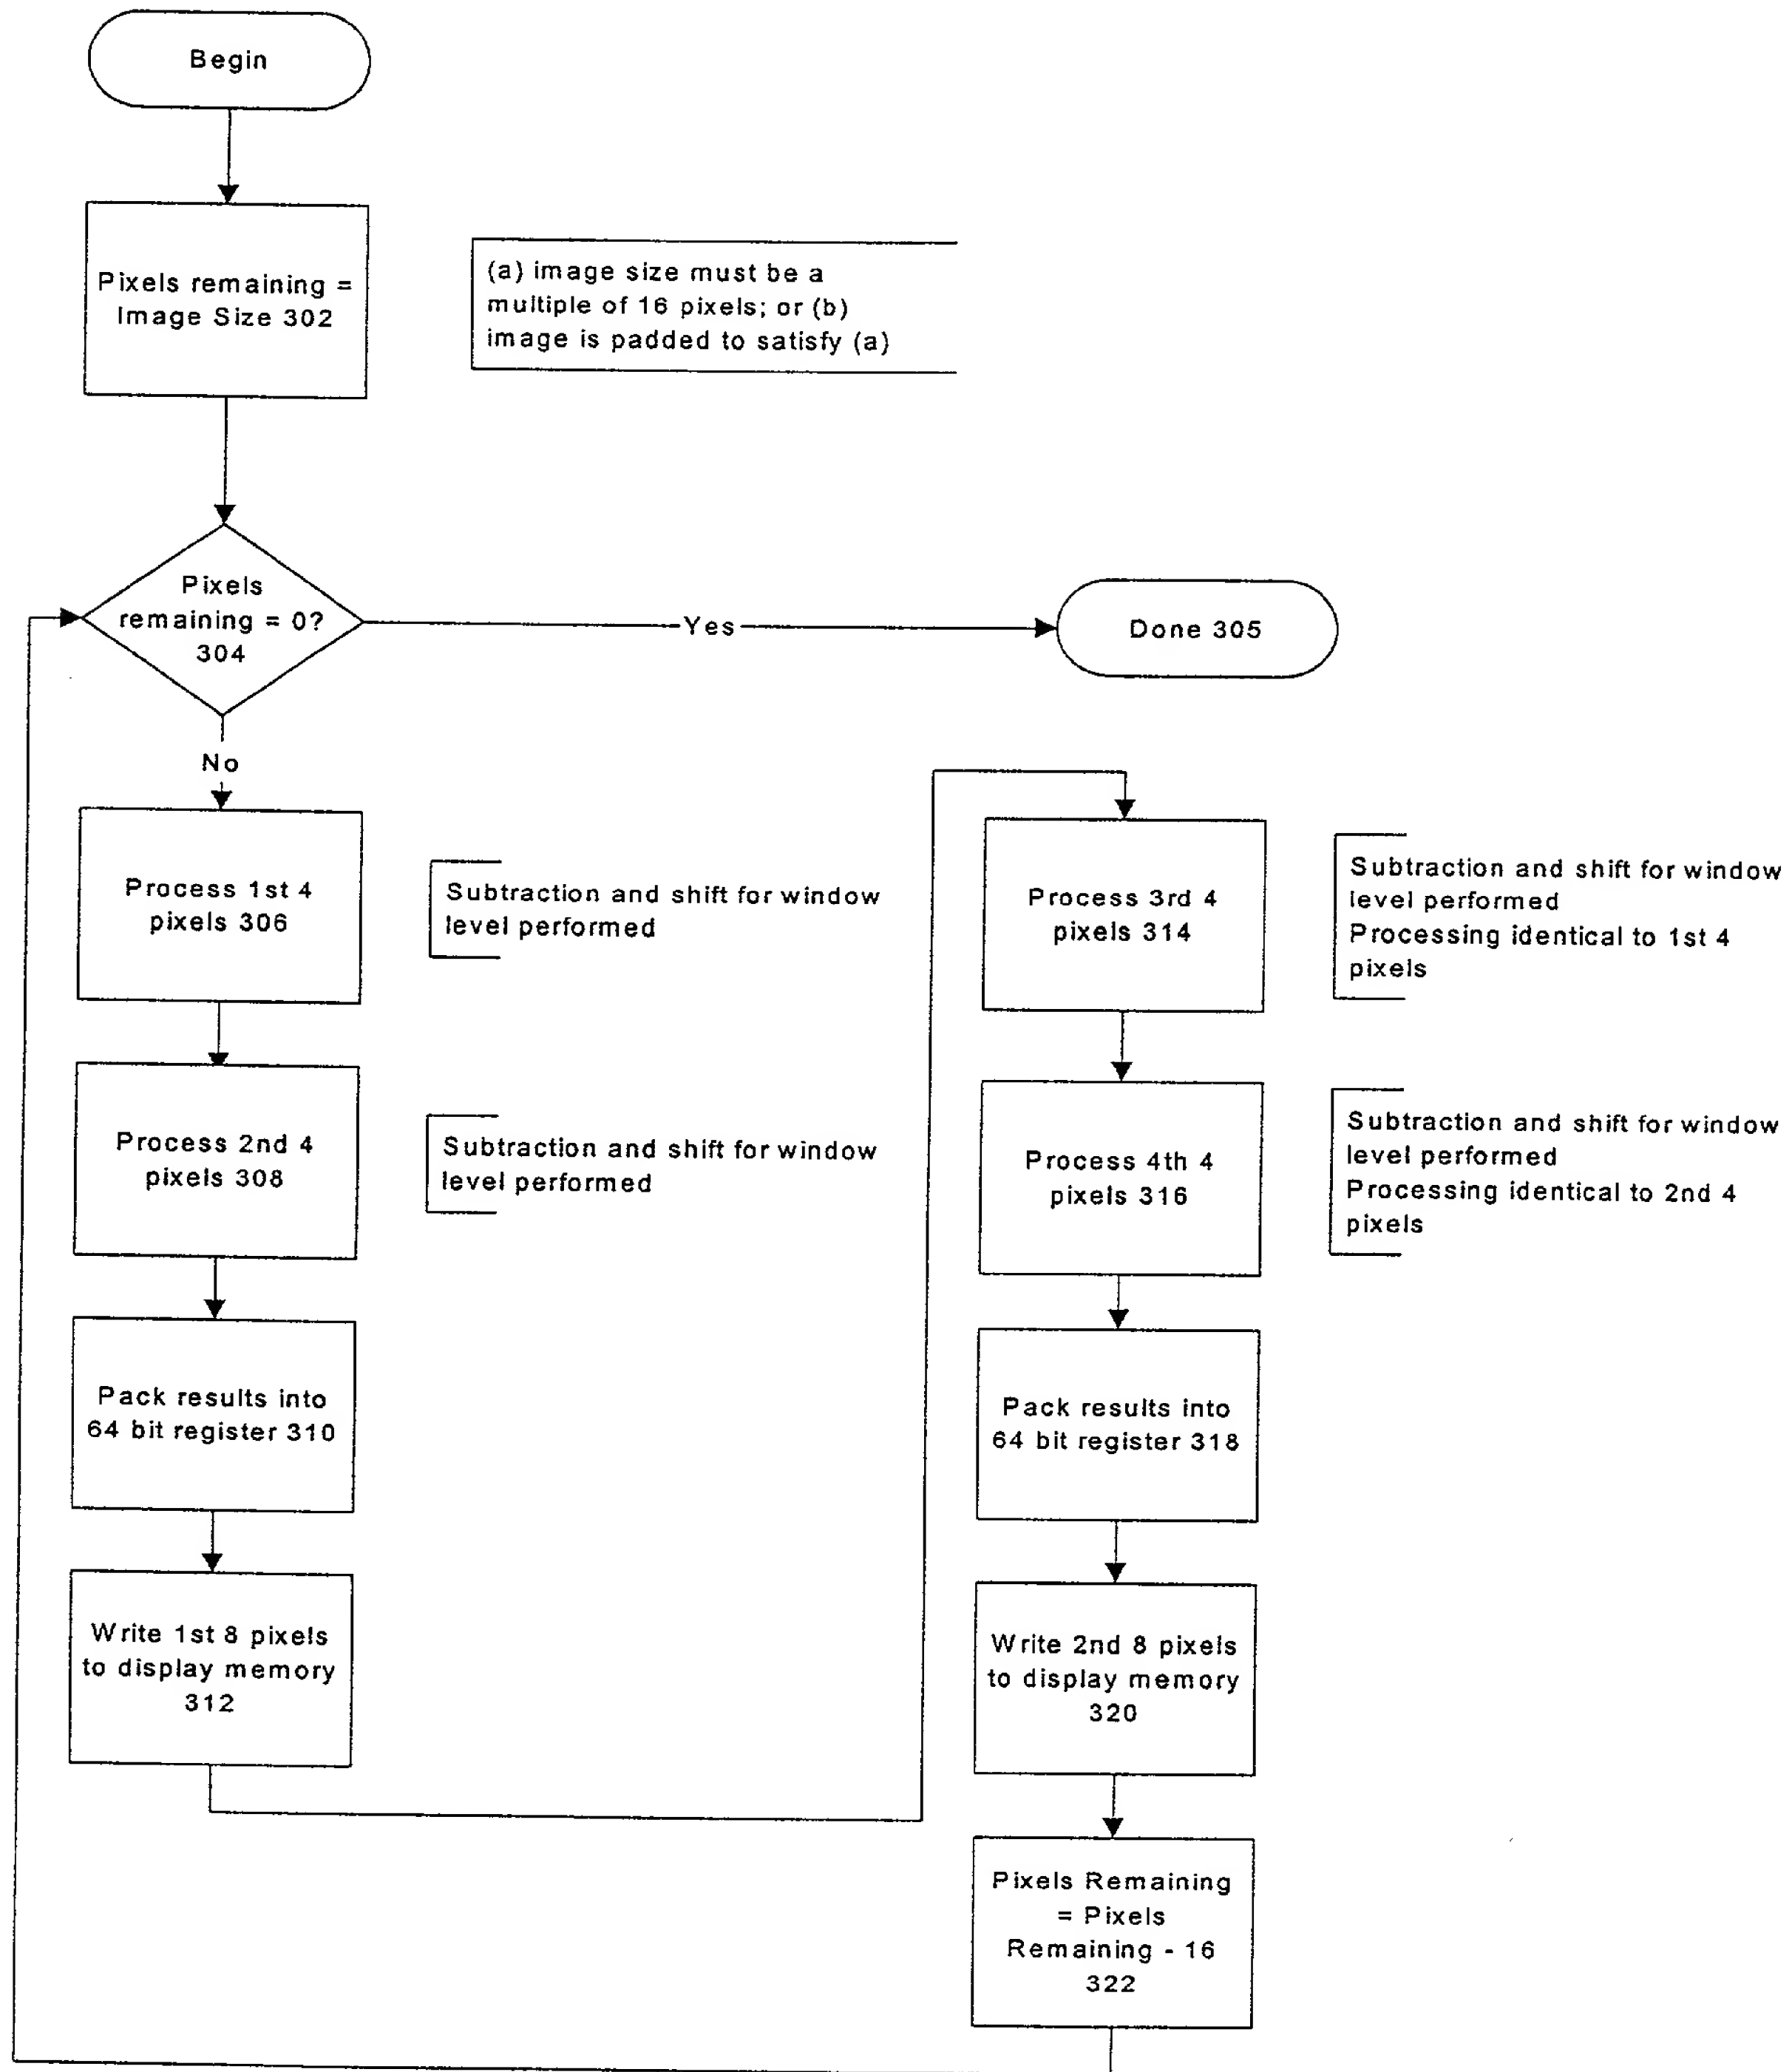 Begin
Pixels remaining =
Image Size 302
(a) image size must be a
multiple of 16 pixels; or (b)
image is padded to satisfy (a)
Pixels
remaining = 0?
304
Yes
Done 305
No
Process 1st 4
pixels 306
Subtraction and shift for window
level performed
Process 2nd 4
pixels 308
Subtraction and shift for window
level performed
Pack results into
64 bit register 310
Write 1st 8 pixels
to display memory
312
Process 3rd 4
pixels 314
Subtraction and shift for window
level performed
Processing identical to 1st 4
pixels
Process 4th 4
pixels 316
Subtraction and shift for window
level performed
Processing identical to 2nd 4
pixels
Pack results into
64 bit register 318
Write 2nd 8 pixels
to display memory
320
Pixels Remaining
= Pixels
Remaining - 16
322